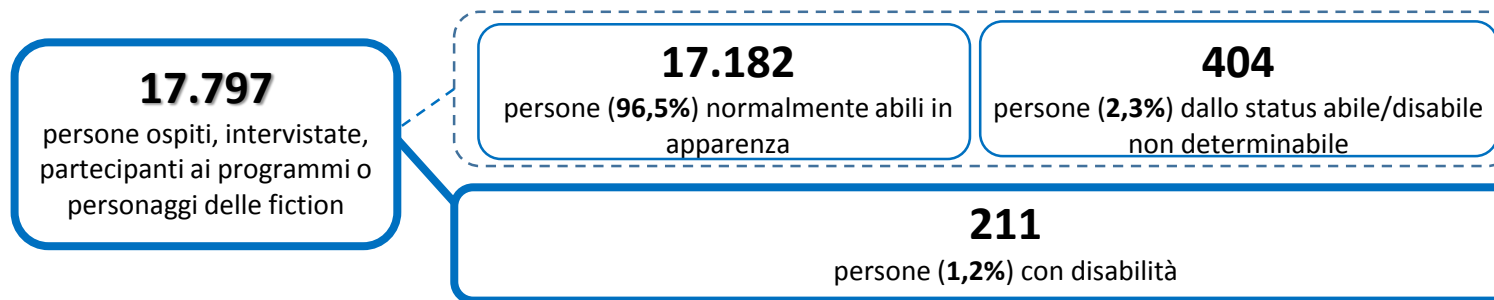 17.797
persone ospiti, intervistate,
partecipanti ai programmi o
personaggi delle fiction
17.182
persone (96,5%) normalmente abili in
apparenza
404
persone (2,3%) dallo status abile/disabile
non determinabile
211
persone (1,2%) con disabilità